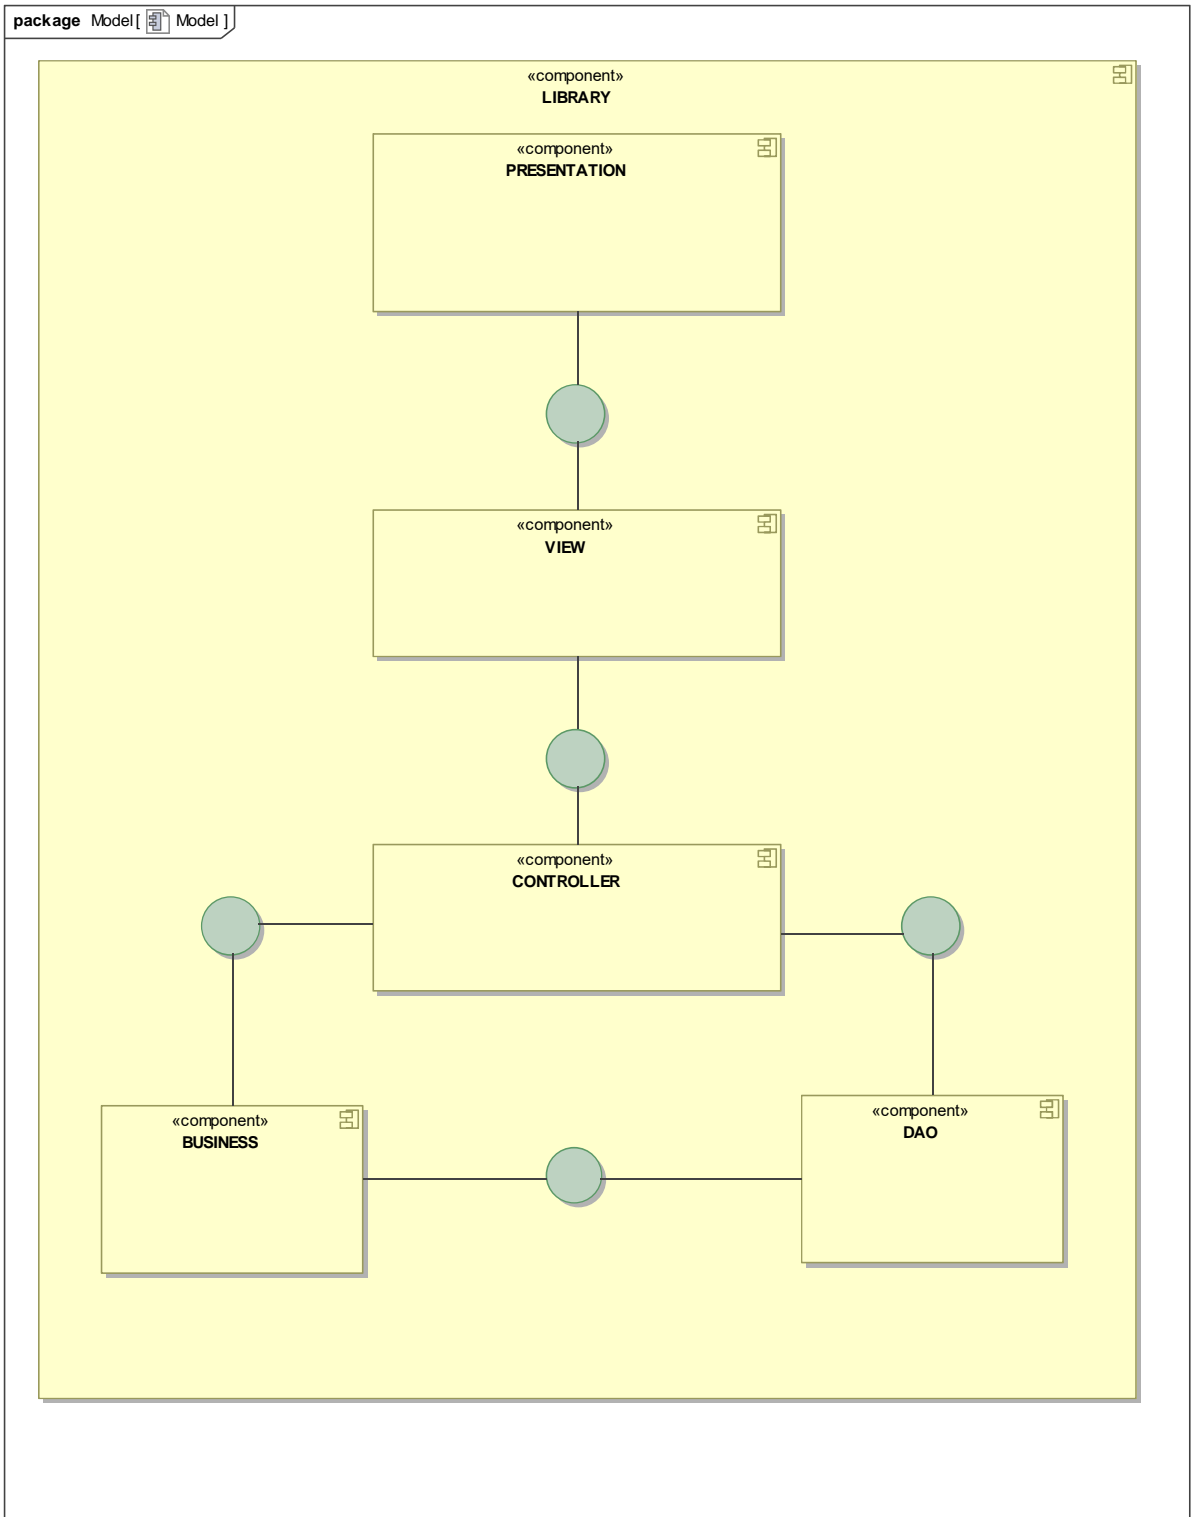 package Model [ Model ]
«component»
LIBRARY
«component»
PRESENTATION
«component»
VIEW
«component»
CONTROLLER
«component»
BUSINESS
«component»
DAO